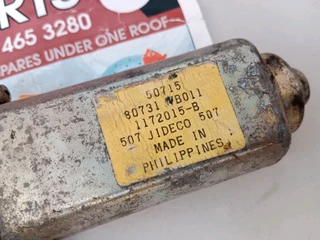 465 3280
PARES UNDER ONE ROOF
50715
80731 WB011
1172015-B
507 JIDECO 507
MADE IN
PHILIPPINES